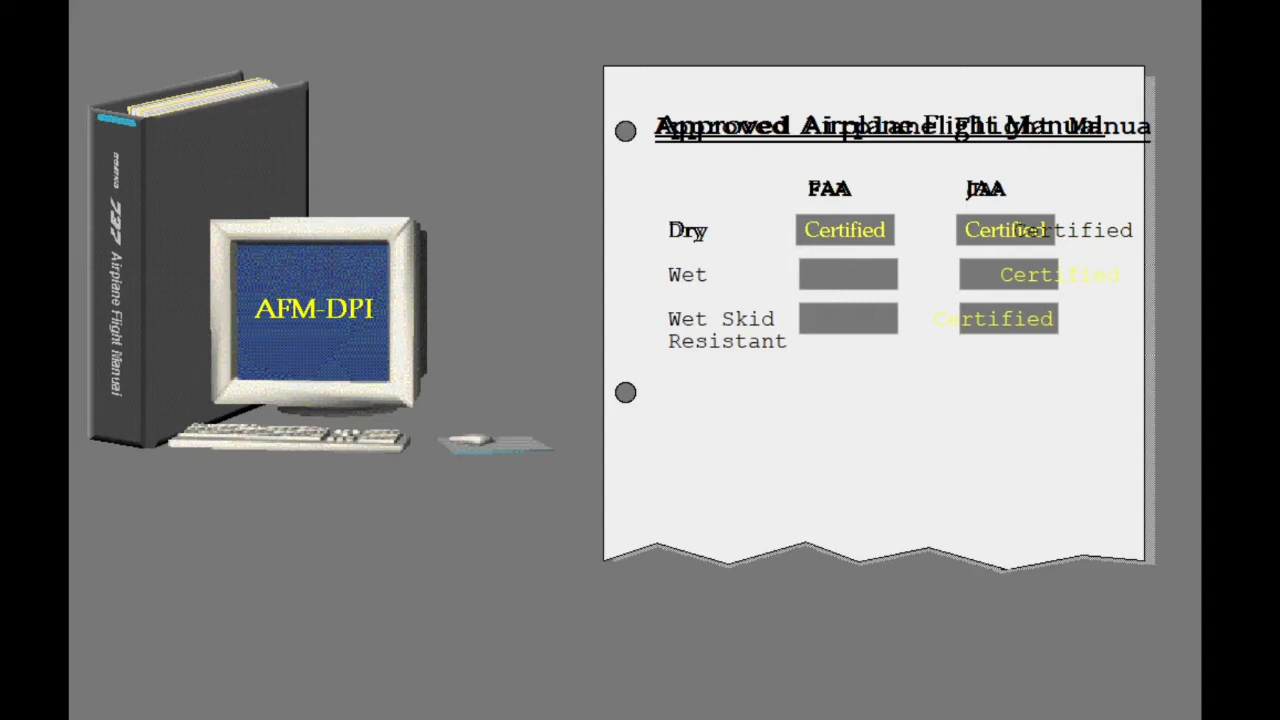 Approved Airplane Flight Manual
FAA JAA
Dry Certified Certified Certified
Wet Certified
Wet Skid Certified
Resistant
737 Airplane Flight Manual
AFM-DPI